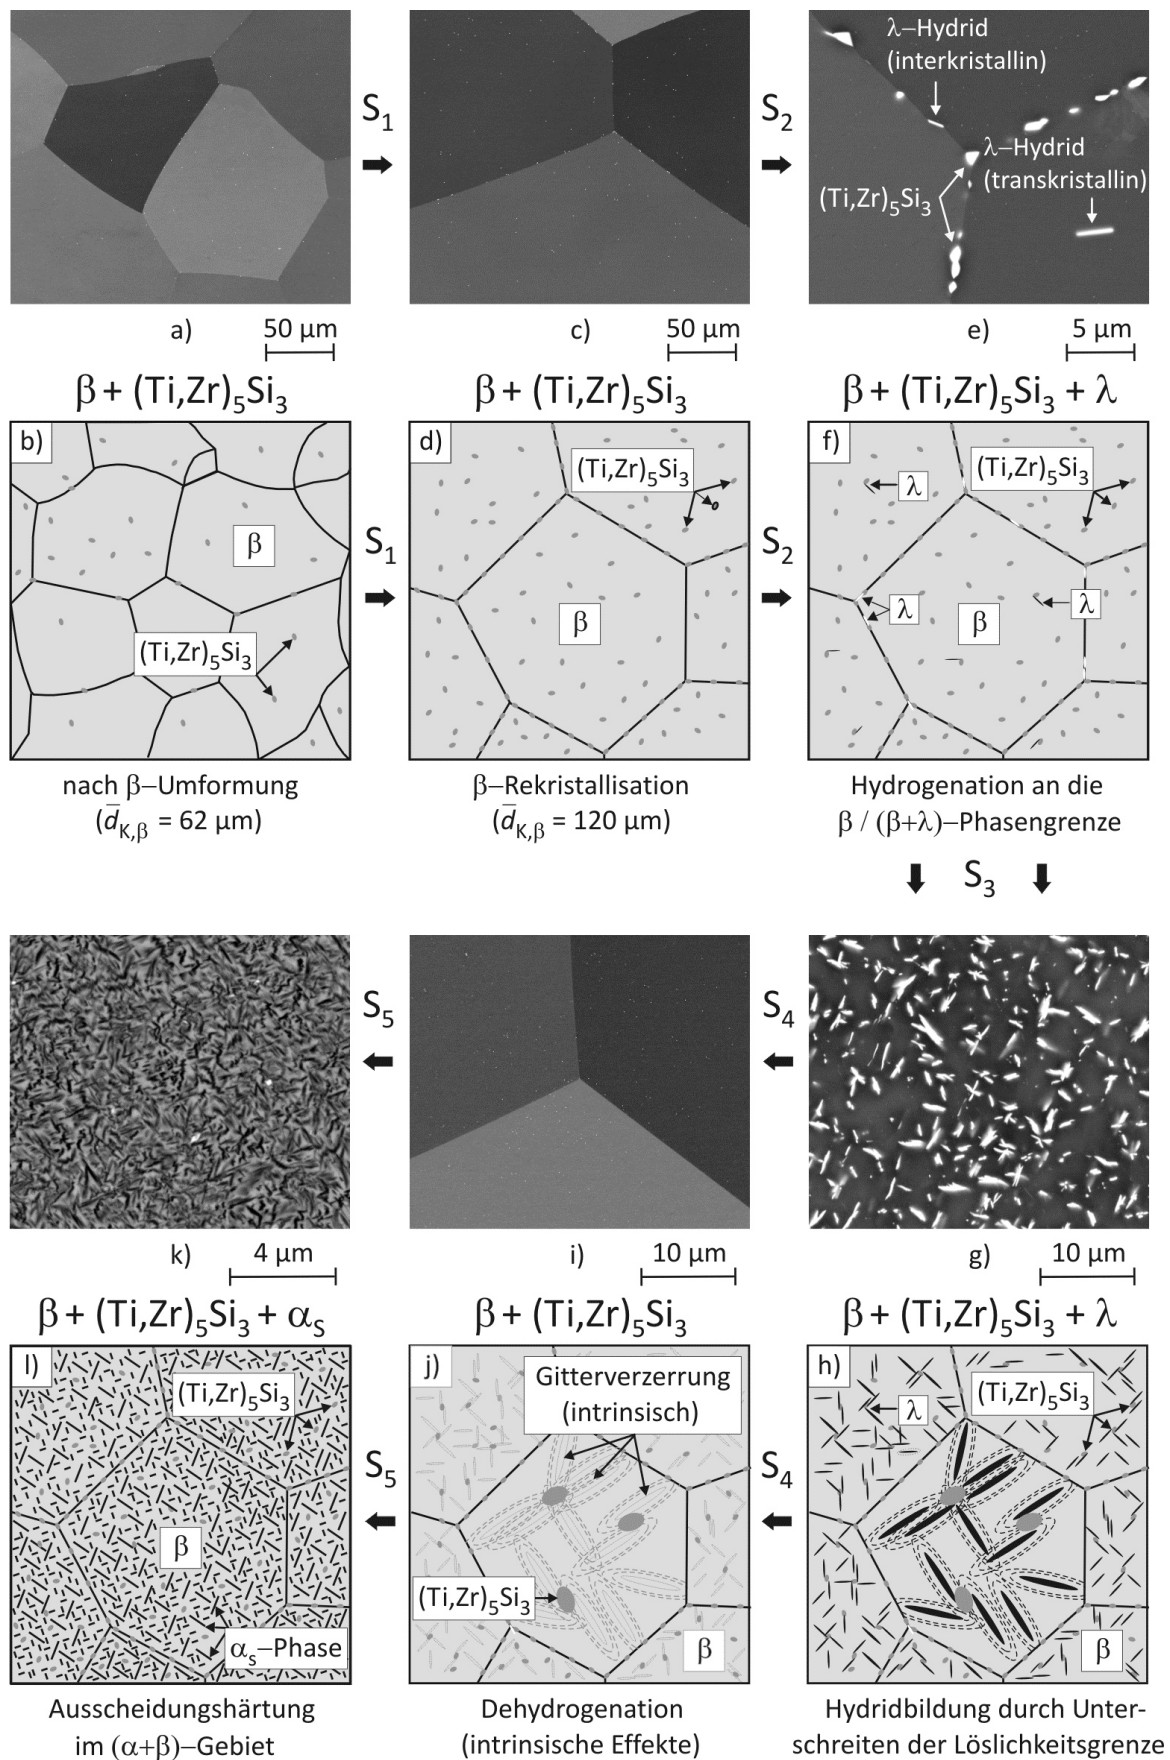 λ–Hydrid
(interkristallin)
λ–Hydrid
(transkristallin)
(Ti,Zr)5Si3
S1
S2
a)
50 µm
c)
50 µm
e)
5 µm
β + (Ti,Zr)5Si3
β + (Ti,Zr)5Si3
β + (Ti,Zr)5Si3 + λ
b)
β
(Ti,Zr)5Si3
S1
d)
(Ti,Zr)5Si3
β
S2
f)
(Ti,Zr)5Si3
λ
λ
β
λ
nach β–Umformung
(d̅K,β = 62 µm)
β–Rekristallisation
(d̅K,β = 120 µm)
Hydrogenation an die
β / (β+λ)–Phasengrenze
S3
S5
S4
k)
4 µm
i)
10 µm
g)
10 µm
β + (Ti,Zr)5Si3 + αS
β + (Ti,Zr)5Si3
β + (Ti,Zr)5Si3 + λ
l)
(Ti,Zr)5Si3
β
αs–Phase
S5
j)
Gitterverzerrung
(intrinsisch)
(Ti,Zr)5Si3
β
S4
h)
λ
(Ti,Zr)5Si3
β
Ausscheidungshärtung
im (α+β)–Gebiet
Dehydrogenation
(intrinsische Effekte)
Hydridbildung durch Unter-
schreiten der Löslichkeitsgrenze